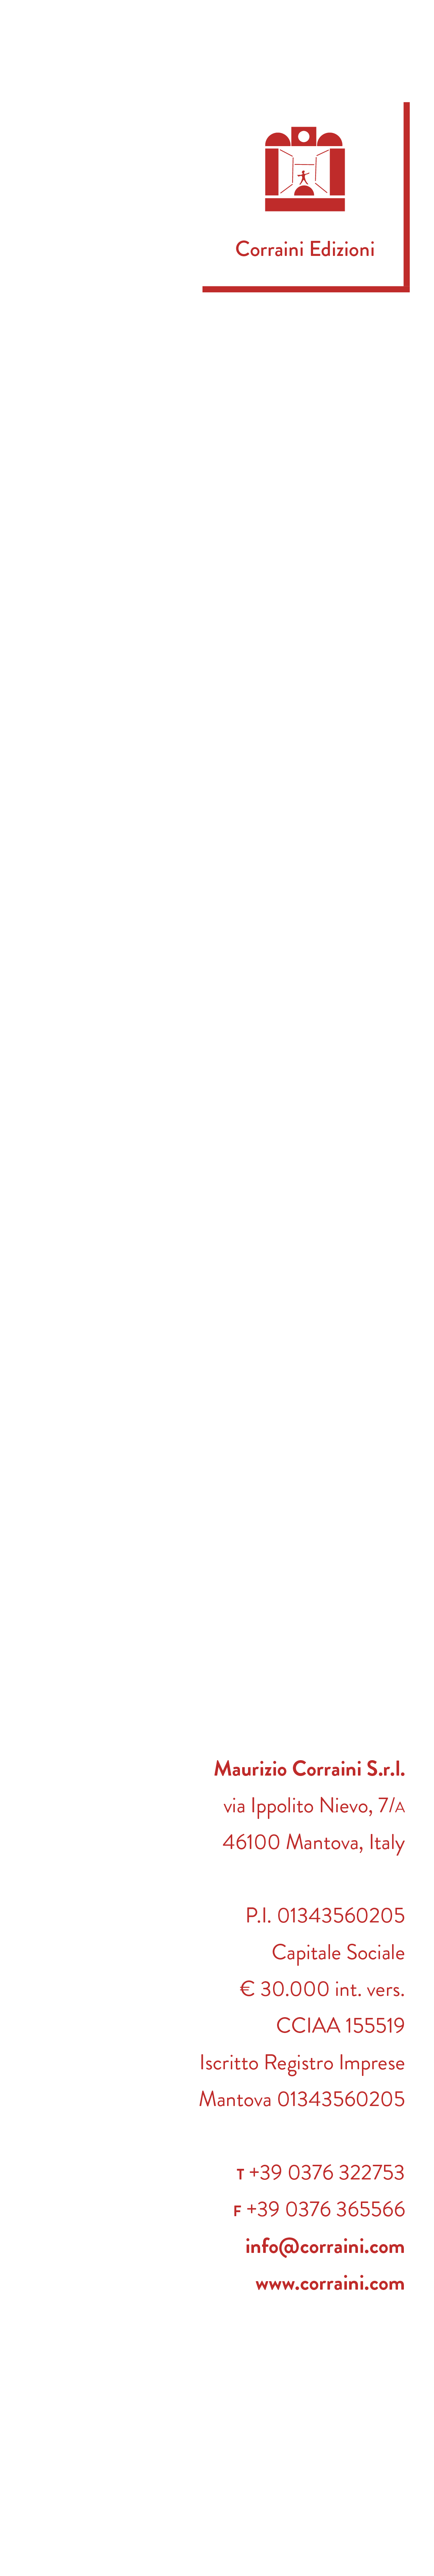 Corraini Edizioni
Maurizio Corraini S.r.l.
via Ippolito Nievo, 7/A
46100 Mantova, Italy
P.I. 01343560205
Capitale Sociale
€ 30.000 int. vers.
CCIAA 155519
Iscritto Registro Imprese
Mantova 01343560205
T +39 0376 322753
F +39 0376 365566
info@corraini.com
www.corraini.com